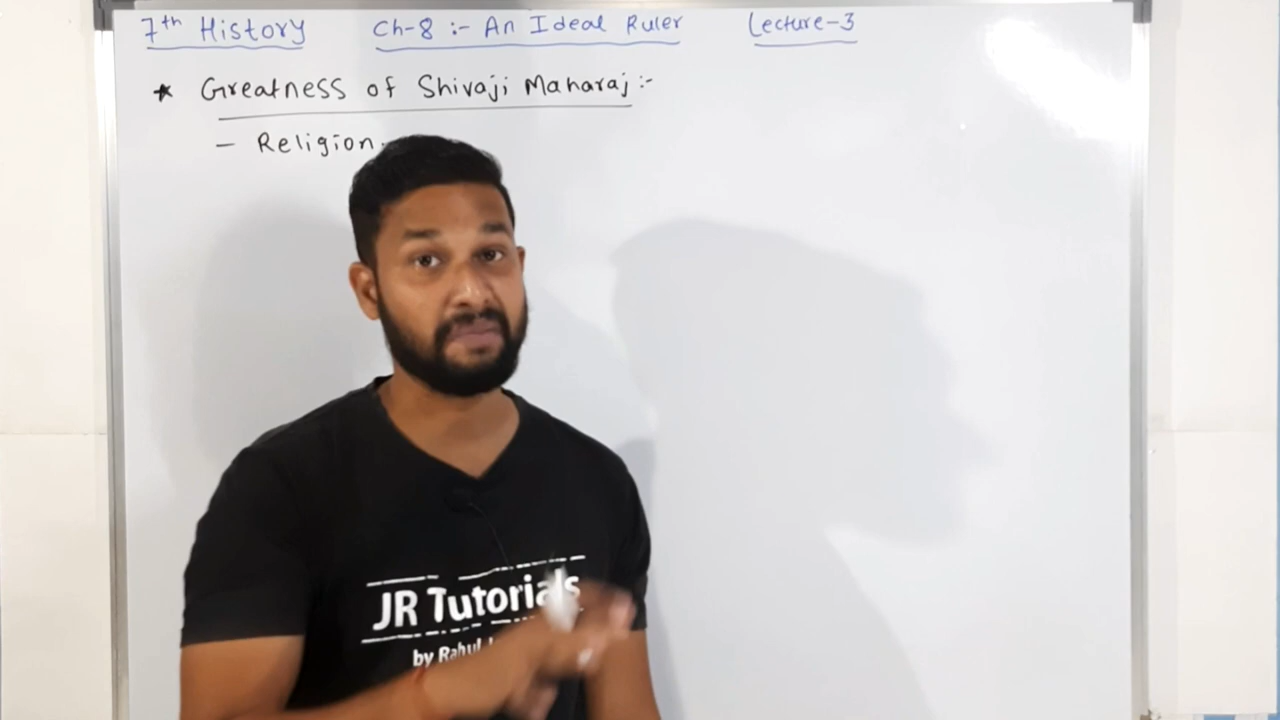 7th History Ch-8 :- An Ideal Ruler Lecture-3
* Greatness of Shivaji Maharaj :-
- Religion
JR Tutorials
by Rahul